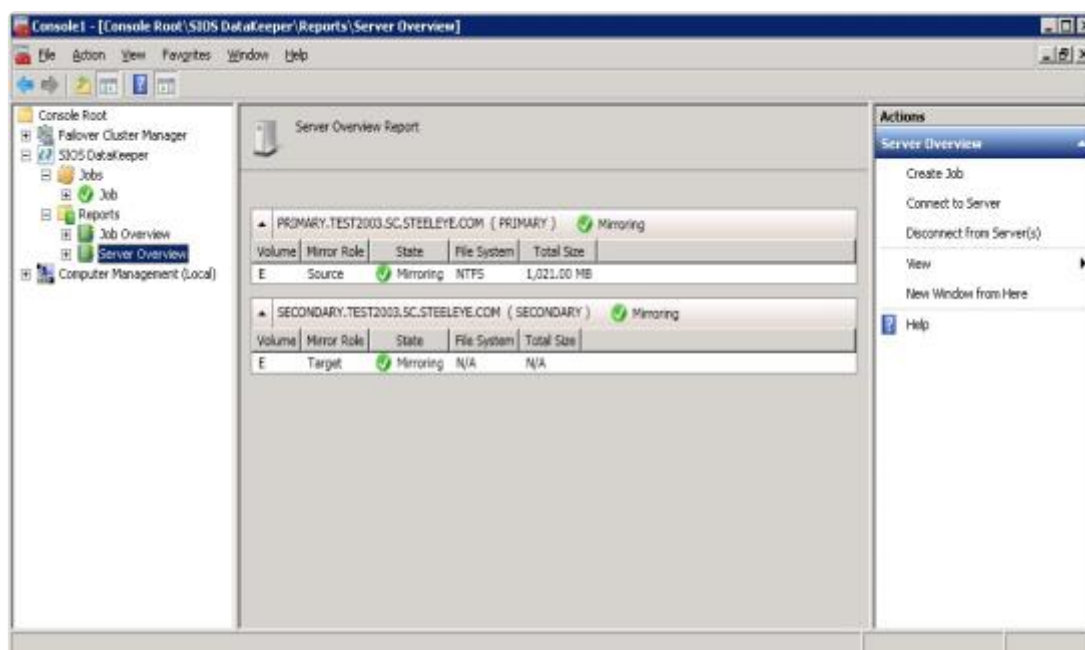 Console1 - [Console Root\SIOS DataKeeper\Reports\Server Overview]
File Action View Favorites Window Help
Console Root
Failover Cluster Manager
SIOS DataKeeper
Jobs
Job
Reports
Job Overview
Server Overview
Computer Management (Local)
Server Overview Report
PRIMARY.TEST2003.SC.STEELEYE.COM ( PRIMARY ) Mirroring
Volume Mirror Role State File System Total Size
E Source Mirroring NTFS 1,021.00 MB
SECONDARY.TEST2003.SC.STEELEYE.COM ( SECONDARY ) Mirroring
Volume Mirror Role State File System Total Size
E Target Mirroring N/A N/A
Actions
Server Overview
Create Job
Connect to Server
Disconnect from Server(s)
View
New Window from Here
Help